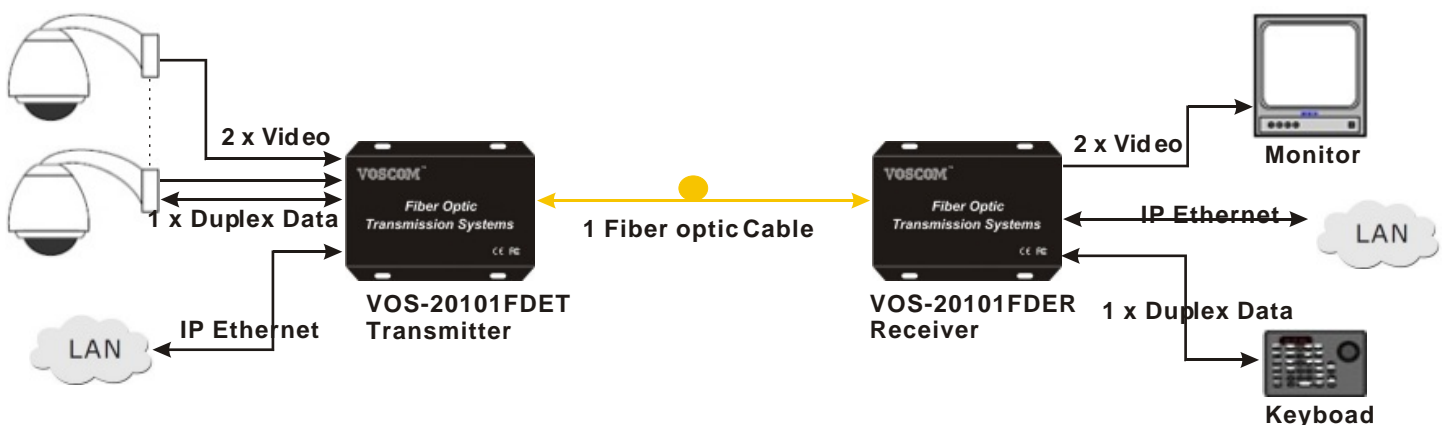 2 x Video
1 x Duplex Data
IP Ethernet
LAN
VOSCOM™
Fiber Optic
Transmission Systems
CE FC
VOS-20101FDET
Transmitter
1 Fiber optic Cable
VOSCOM™
Fiber Optic
Transmission Systems
CE FC
VOS-20101FDER
Receiver
2 x Video
Monitor
IP Ethernet
LAN
1 x Duplex Data
Keyboad